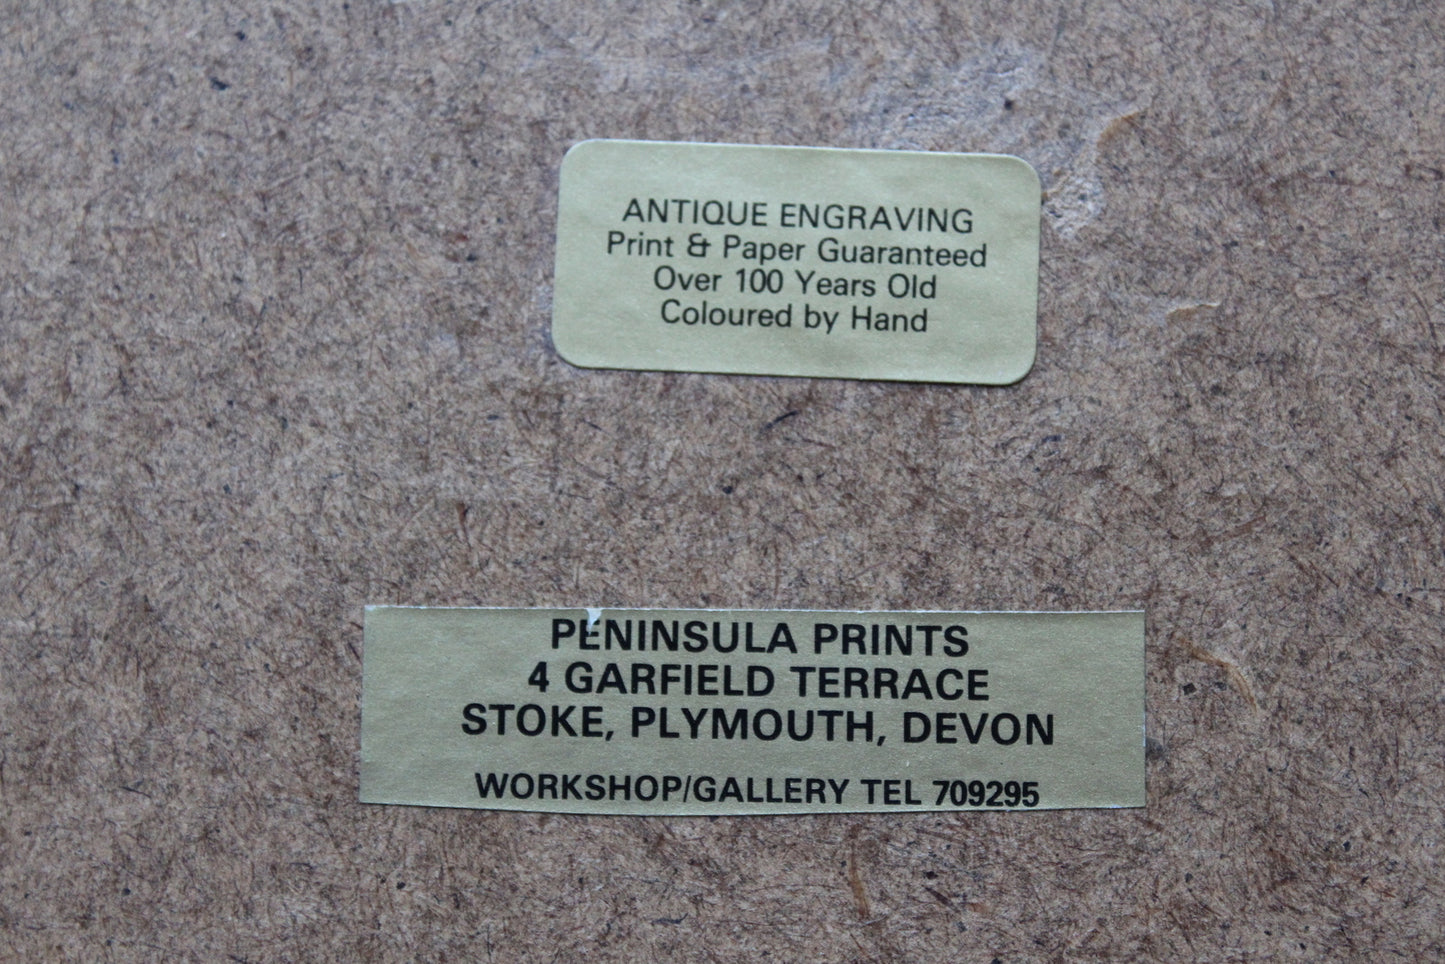 ANTIQUE ENGRAVING
Print & Paper Guaranteed
Over 100 Years Old
Coloured by Hand
PENINSULA PRINTS
4 GARFIELD TERRACE
STOKE, PLYMOUTH, DEVON
WORKSHOP/GALLERY TEL 709295